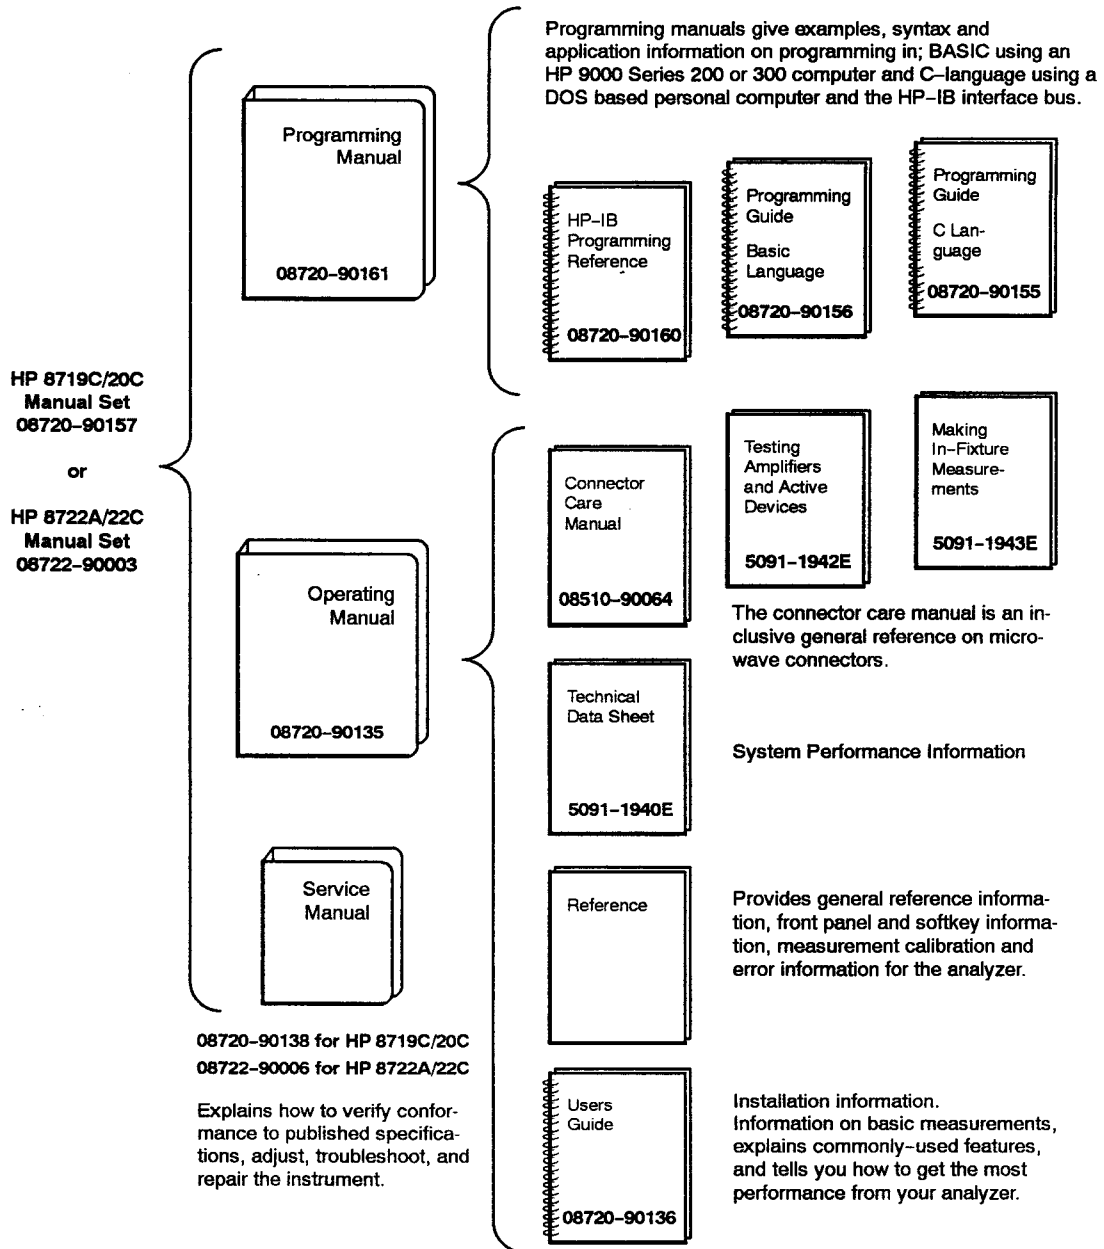 Programming manuals give examples, syntax and
application information on programming in; BASIC using an
HP 9000 Series 200 or 300 computer and C–language using a
DOS based personal computer and the HP–IB interface bus.
Programming
Manual
08720–90161
HP–IB
Programming
Reference
08720–90160
Programming
Guide
Basic
Language
08720–90156
Programming
Guide
C Lan-
guage
08720–90155
HP 8719C/20C
Manual Set
08720–90157
or
HP 8722A/22C
Manual Set
08722–90003
Operating
Manual
08720–90135
Connector
Care
Manual
08510–90064
Testing
Amplifiers
and Active
Devices
5091–1942E
Making
In–Fixture
Measure-
ments
5091–1943E
The connector care manual is an in-
clusive general reference on micro-
wave connectors.
Technical
Data Sheet
5091–1940E
System Performance Information
Service
Manual
08720–90138 for HP 8719C/20C
08722–90006 for HP 8722A/22C
Explains how to verify confor-
mance to published specifica-
tions, adjust, troubleshoot, and
repair the instrument.
Reference
Provides general reference informa-
tion, front panel and softkey informa-
tion, measurement calibration and
error information for the analyzer.
Users
Guide
08720–90136
Installation information.
Information on basic measurements,
explains commonly–used features,
and tells you how to get the most
performance from your analyzer.